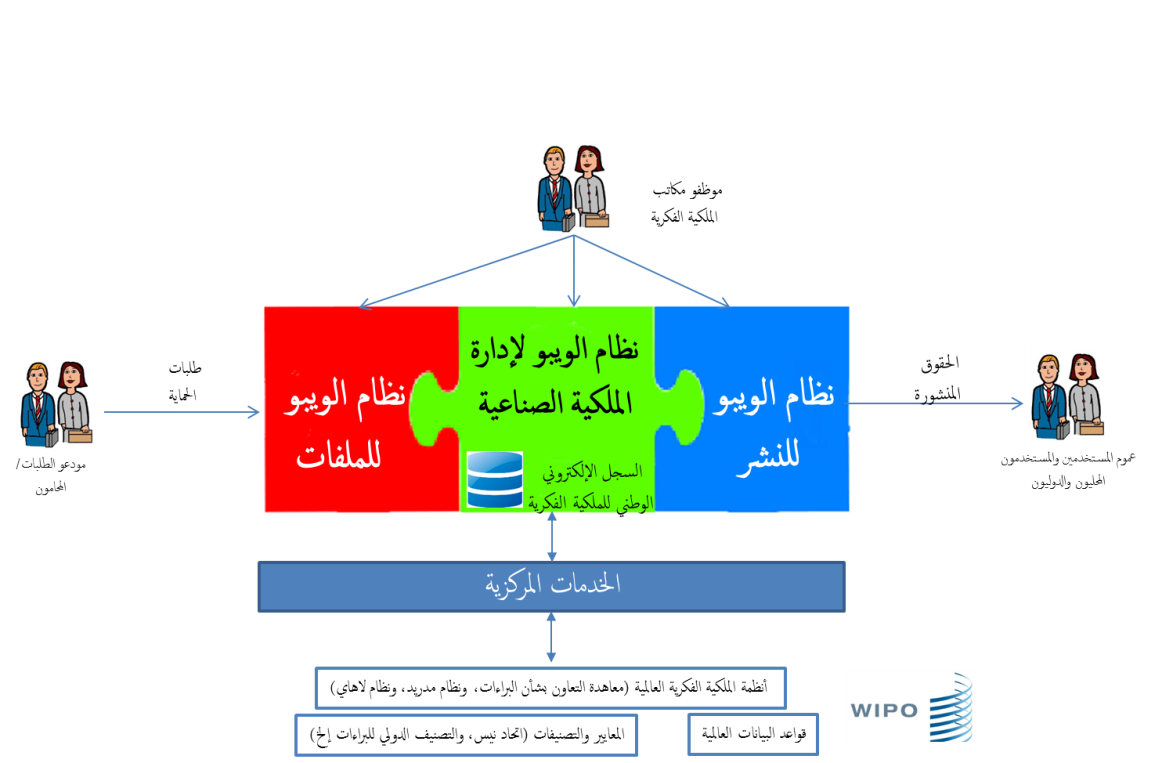 موظفو مكاتب
الملكية الفكرية
طلبات
الحماية
مودعو الطلبات/
المحامون
نظام الويبو
للملفات
نظام الويبو لإدارة
الملكية الصناعية
السجل الإلكتروني
الوطني للملكية الفكرية
نظام الويبو
للنشر
الحقوق
المنشورة
عموم المستخدمين والمستخدمون
المحليون والدوليون
الخدمات المركزية
أنظمة الملكية الفكرية العالمية (معاهدة التعاون بشأن البراءات، ونظام مدريد، ونظام لاهاي)
قواعد البيانات العالمية
المعايير والتصنيفات (اتحاد نيس، والتصنيف الدولي للبراءات إلخ)
WIPO